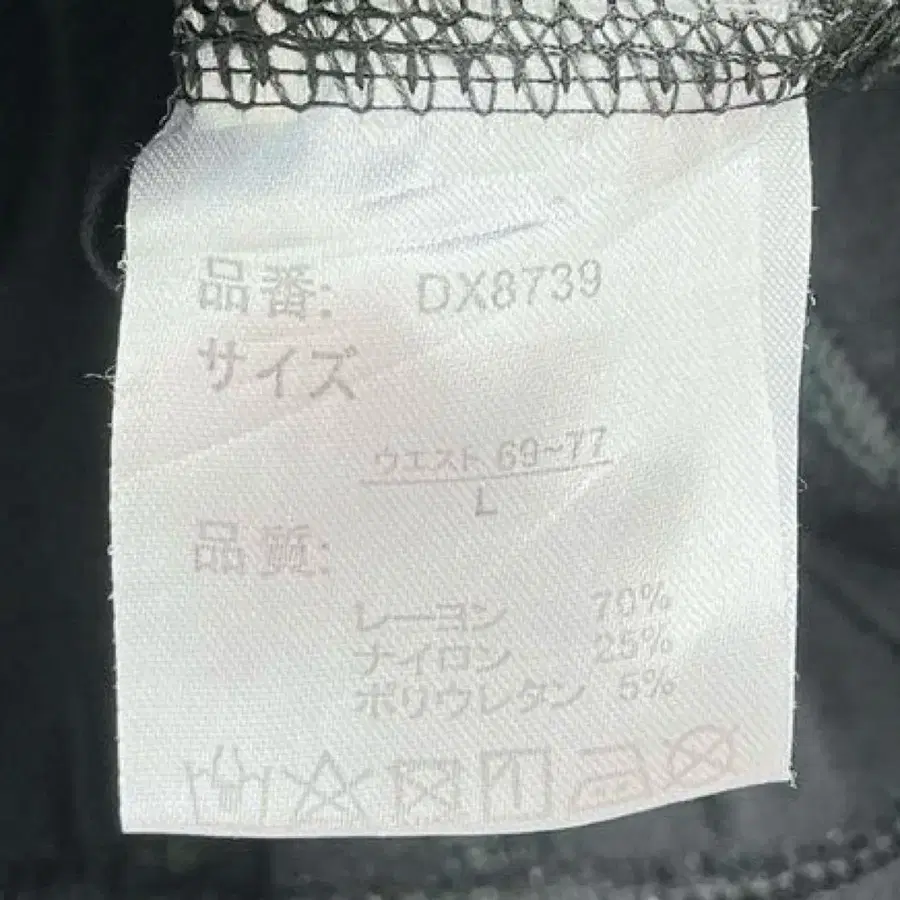 品番: DX8739
サイズ
ウエスト 69~77
L
品質:
レーヨン 70%
ナイロン 25%
ポリウレタン 5%